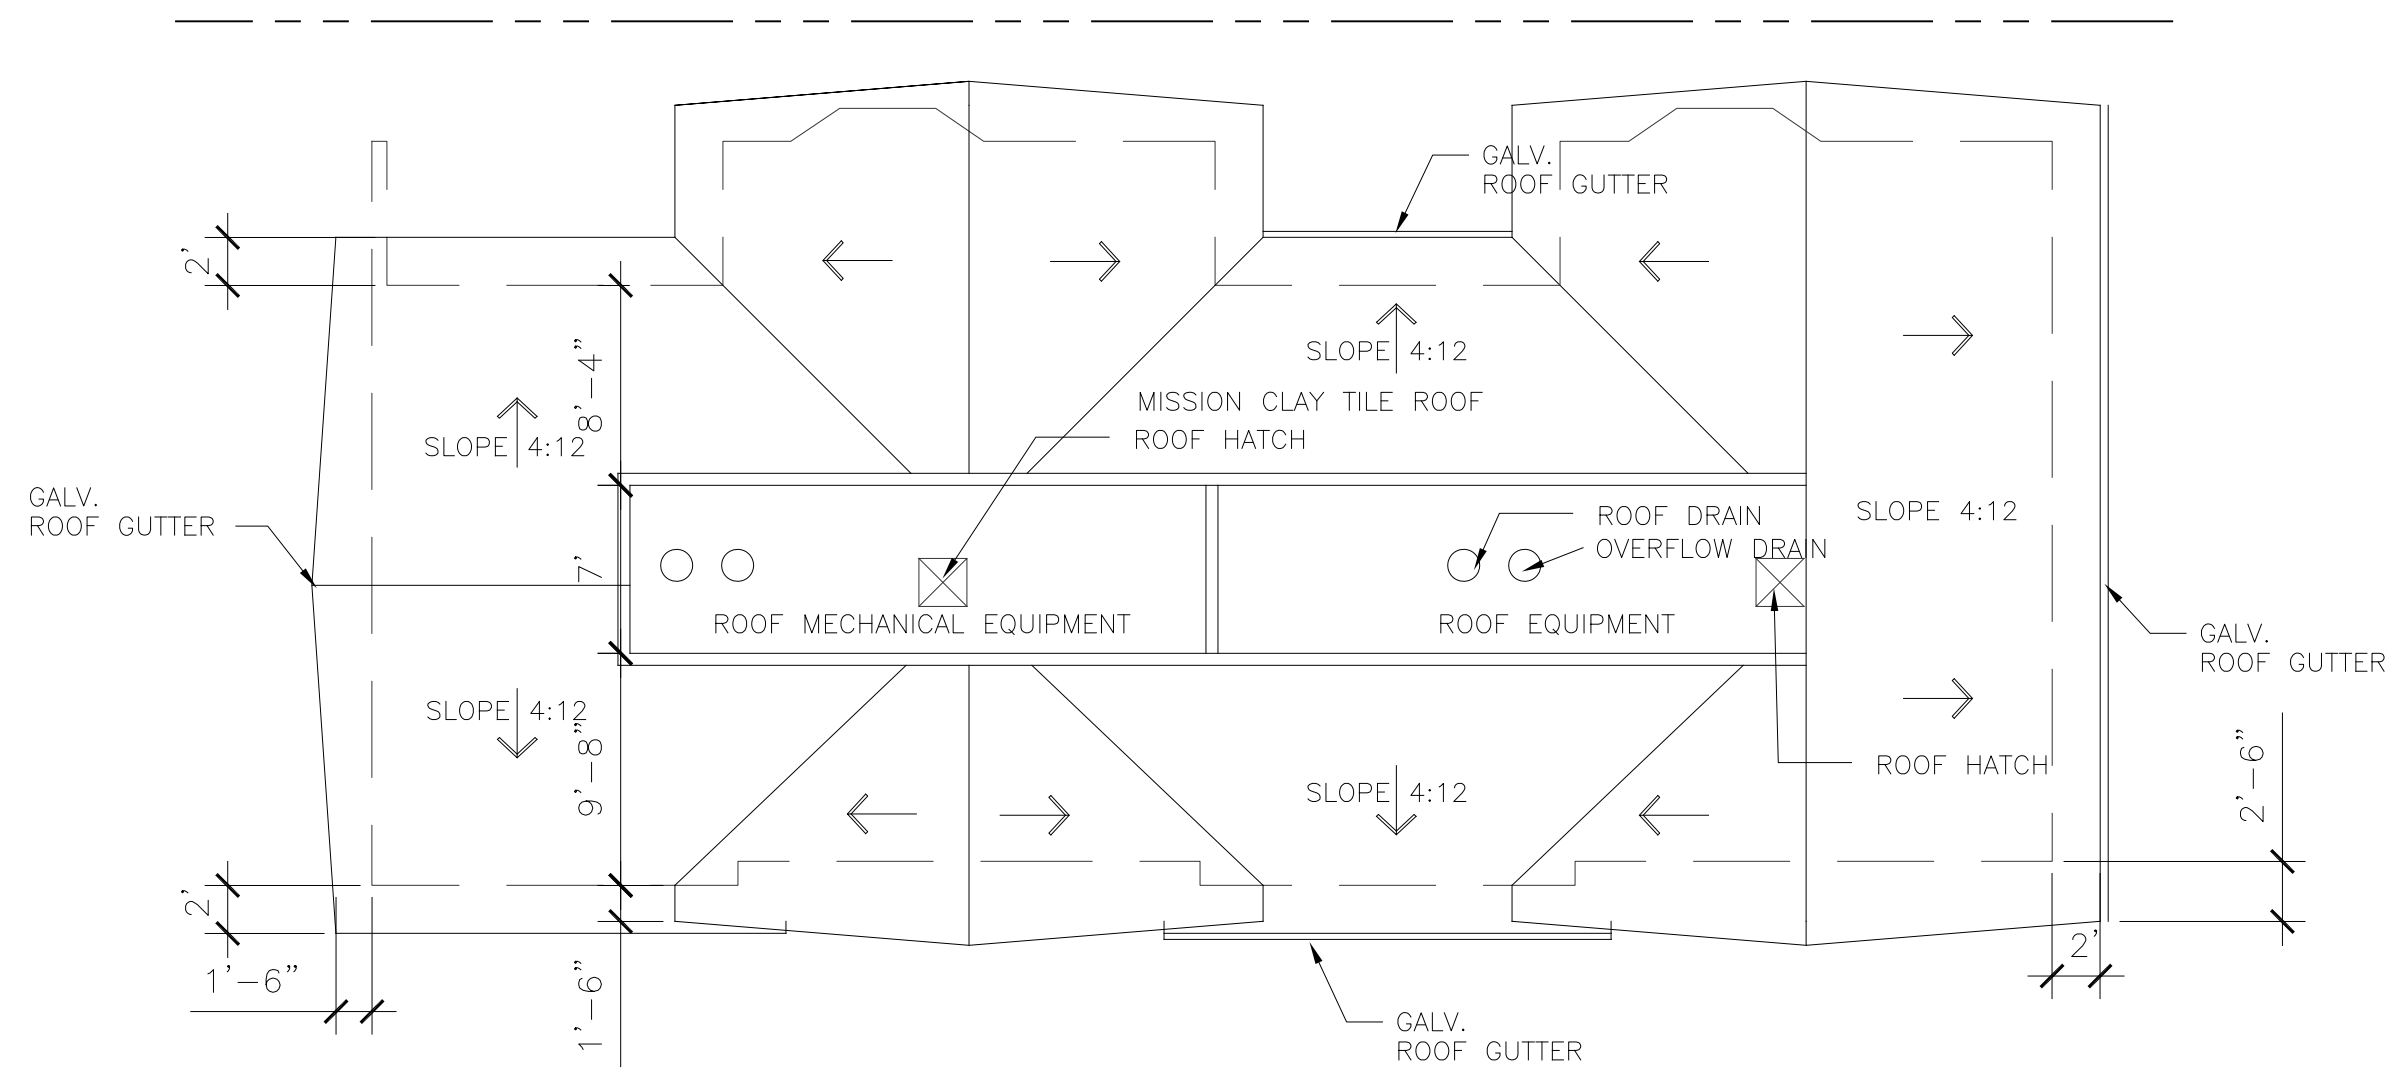 GALV.
ROOF GUTTER
2'
8'-4"
SLOPE 4:12
MISSION CLAY TILE ROOF
ROOF HATCH
SLOPE 4:12
GALV.
ROOF GUTTER
SLOPE 4:12
ROOF DRAIN
OVERFLOW DRAIN
7'
ROOF MECHANICAL EQUIPMENT
ROOF EQUIPMENT
GALV.
ROOF GUTTER
SLOPE 4:12
9'-8"
SLOPE 4:12
ROOF HATCH
2'-6"
2'
2'
1'-6"
1'-6"
GALV.
ROOF GUTTER